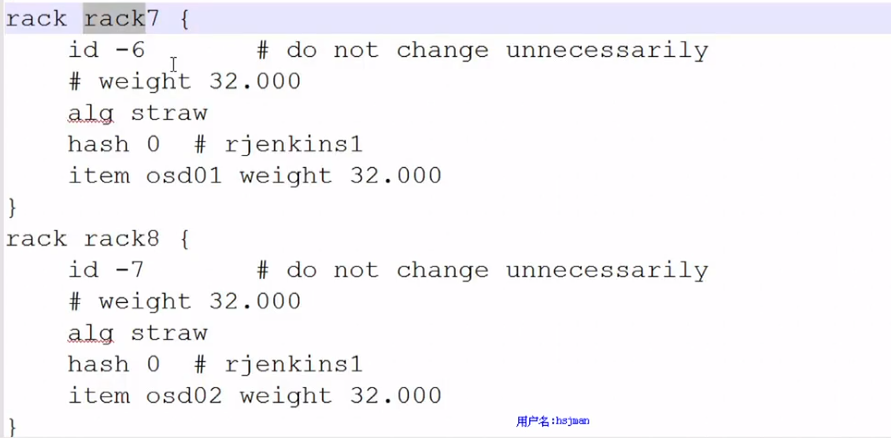 rack rack7 {
id -6 # do not change unnecessarily
# weight 32.000
alg straw
hash 0 # rjenkins1
item osd01 weight 32.000
}
rack rack8 {
id -7 # do not change unnecessarily
# weight 32.000
alg straw
hash 0 # rjenkins1
item osd02 weight 32.000
}
用户名:hsjman